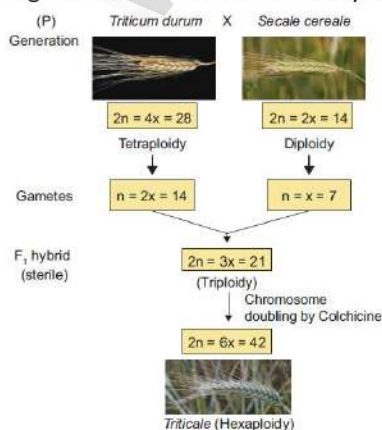 (P)
Generation
Triticum durum X Secale cereale
2n = 4x = 28 2n = 2x = 14
Tetraploidy Diploidy
Gametes n = 2x = 14 n = x = 7
F₁ hybrid
(sterile)
2n = 3x = 21
(Triploidy)
Chromosome
doubling by Colchicine
2n = 6x = 42
Triticale (Hexaploidy)